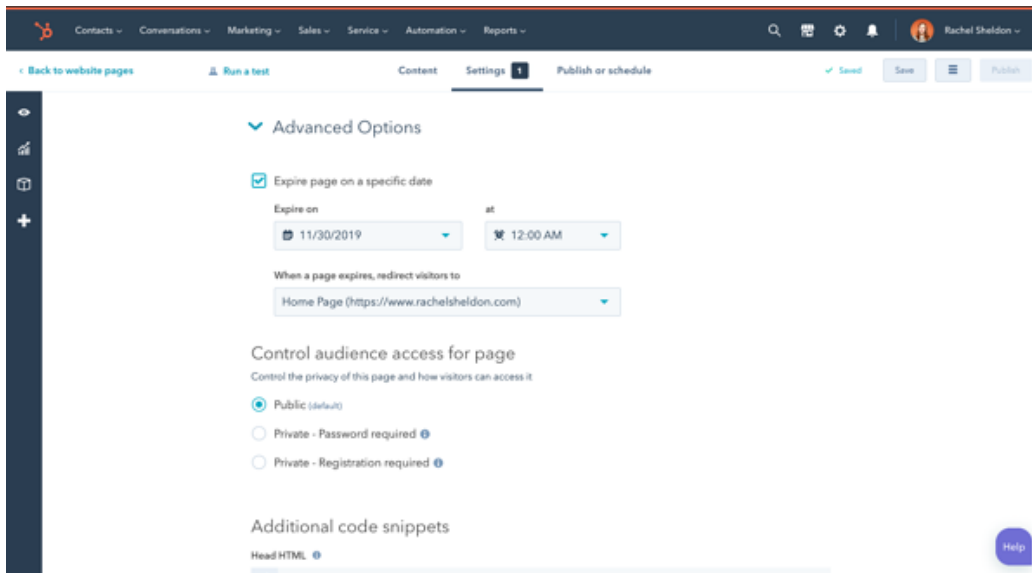 Contacts Conversations Marketing Sales Service Automation Reports Rachel Sheldon
Back to website pages Run a test Content Settings 1 Publish or schedule Saved Save Publish
Advanced Options
Expire page on a specific date
Expire on at
11/30/2019 12:00 AM
When a page expires, redirect visitors to
Home Page (https://www.rachelsheldon.com)
Control audience access for page
Control the privacy of this page and how visitors can access it
Public (default)
Private - Password required
Private - Registration required
Additional code snippets
Head HTML
Help